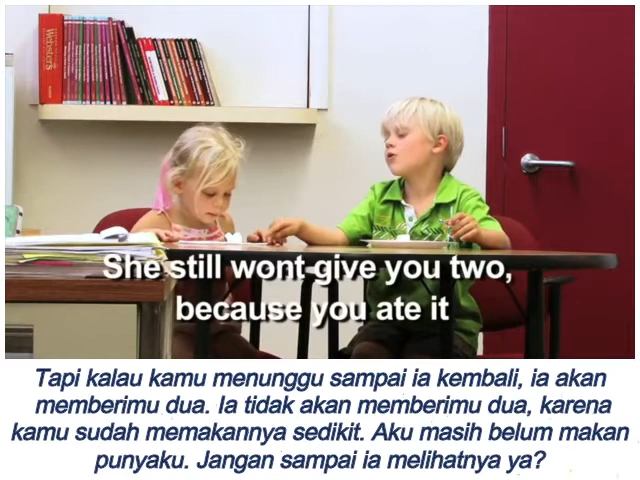 Webster's
She still wont give you two,
because you ate it
Tapi kalau kamu menunggu sampai ia kembali, ia akan
memberimu dua. Ia tidak akan memberimu dua, karena
kamu sudah memakannya sedikit. Aku masih belum makan
punyaku. Jangan sampai ia melihatnya ya?